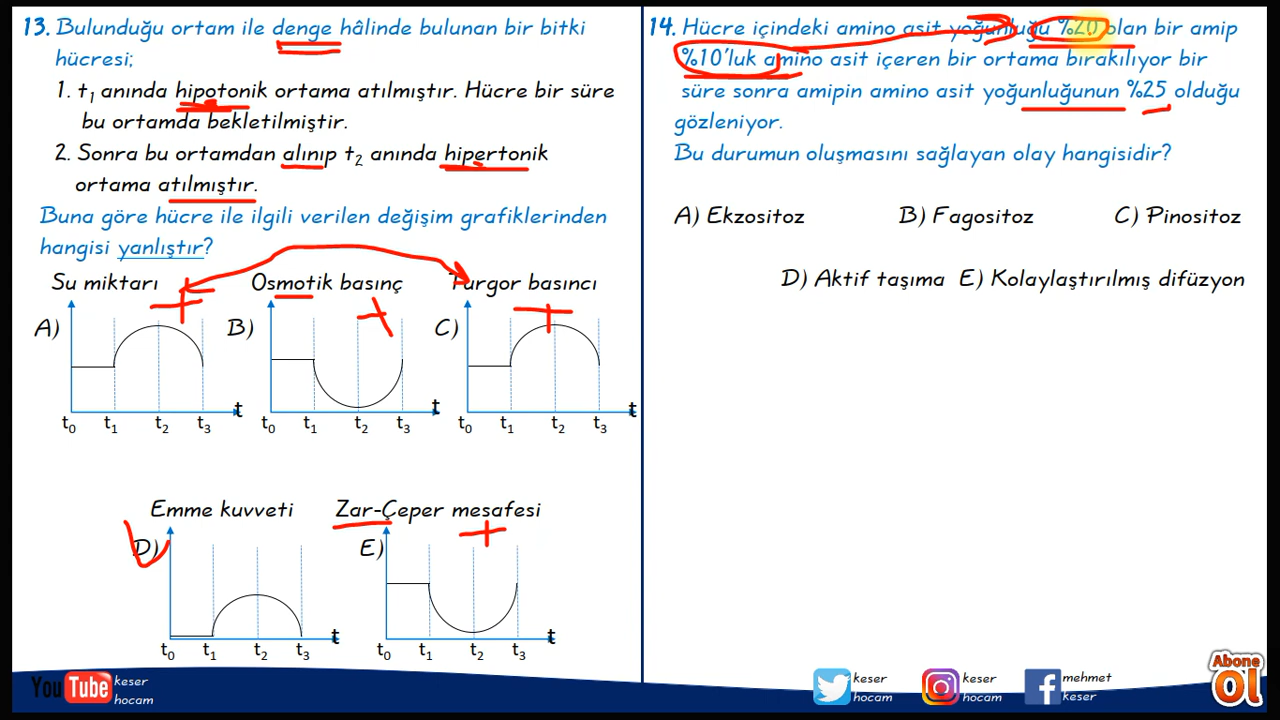 13. Bulunduğu ortam ile denge hâlinde bulunan bir bitki
hücresi;
1. t₁ anında hipotonik ortama atılmıştır. Hücre bir süre
bu ortamda bekletilmiştir.
2. Sonra bu ortamdan alınıp t₂ anında hipertonik
ortama atılmıştır.
Buna göre hücre ile ilgili verilen değişim grafiklerinden
hangisi yanlıştır?
Su miktarı Osmotik basınç Turgor basıncı
A) B) C)
t t t
t₀ t₁ t₂ t₃ t₀ t₁ t₂ t₃ t₀ t₁ t₂ t₃
Emme kuvveti Zar-Çeper mesafesi
D) E)
t t
t₀ t₁ t₂ t₃ t₀ t₁ t₂ t₃
14. Hücre içindeki amino asit yoğunluğu %20 olan bir amip
%10'luk amino asit içeren bir ortama bırakılıyor bir
süre sonra amipin amino asit yoğunluğunun %25 olduğu
gözleniyor.
Bu durumun oluşmasını sağlayan olay hangisidir?
A) Ekzositoz B) Fagositoz C) Pinositoz
D) Aktif taşıma E) Kolaylaştırılmış difüzyon
YouTube keser hocam
keser hocam
keser hocam
mehmet keser
Abone Ol